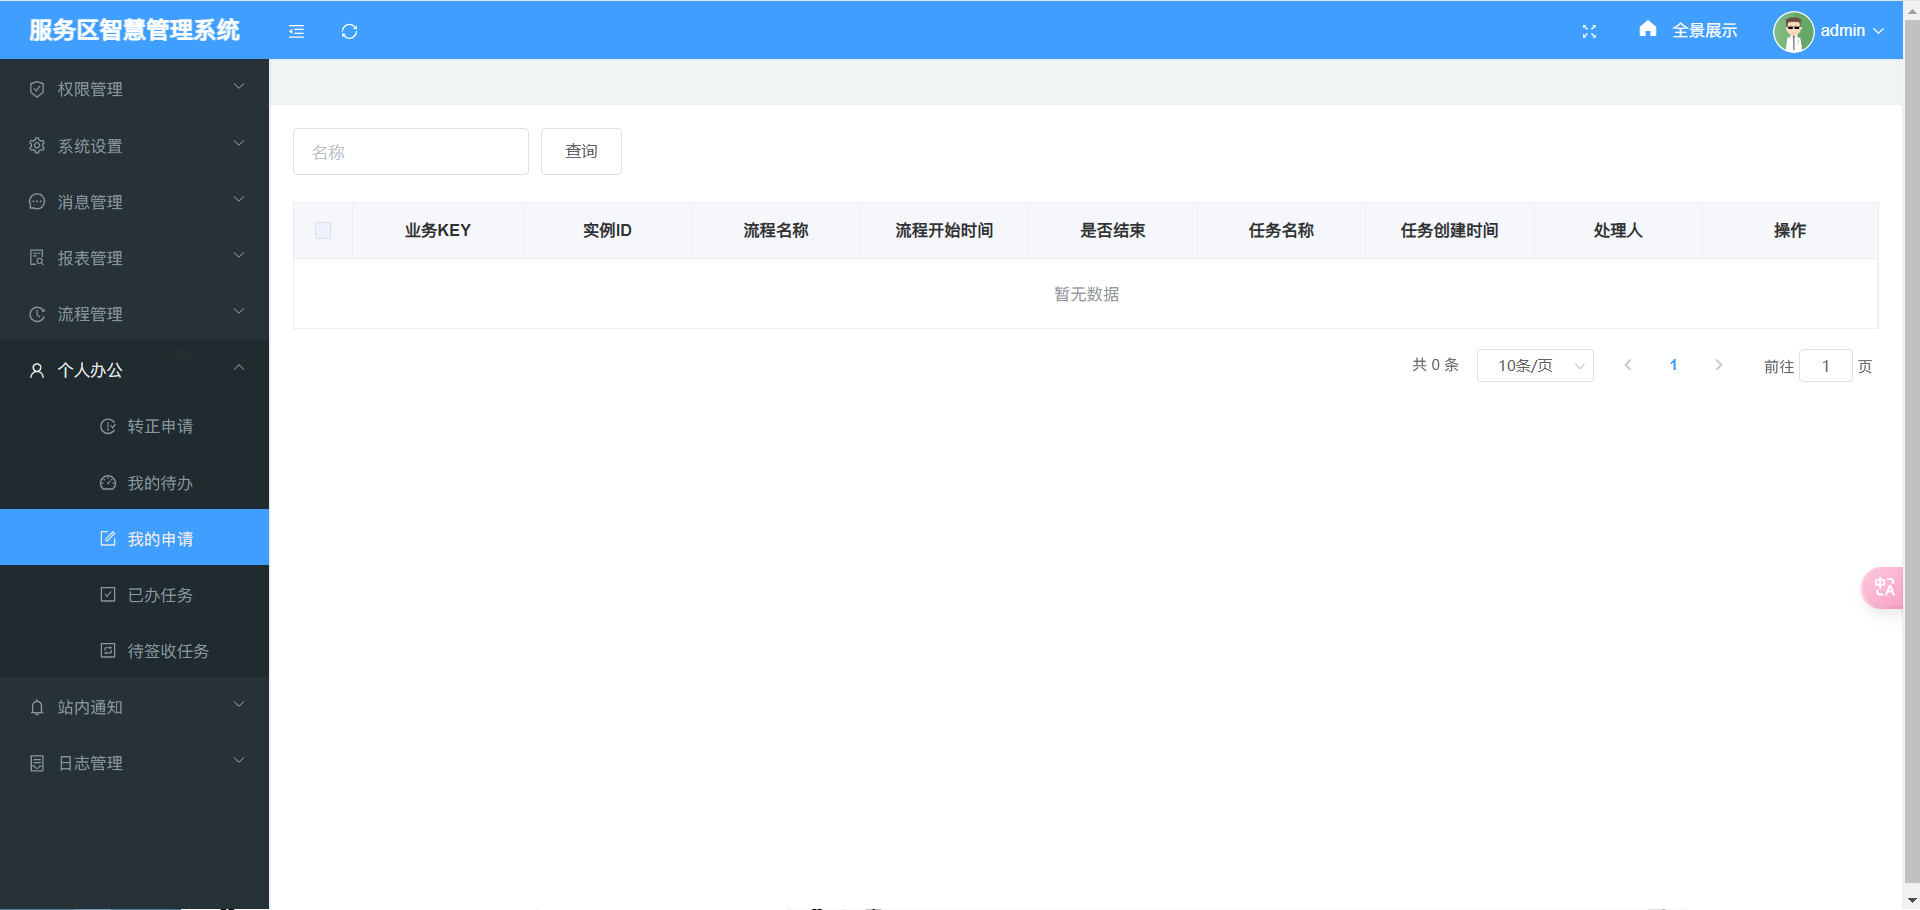 服务区智慧管理系统
全景展示
admin
权限管理
系统设置
消息管理
报表管理
流程管理
个人办公
转正申请
我的待办
我的申请
已办任务
待签收任务
站内通知
日志管理
名称
查询
业务KEY 实例ID 流程名称 流程开始时间 是否结束 任务名称 任务创建时间 处理人 操作
暂无数据
共 0 条 10条/页 1 前往 1 页
中A